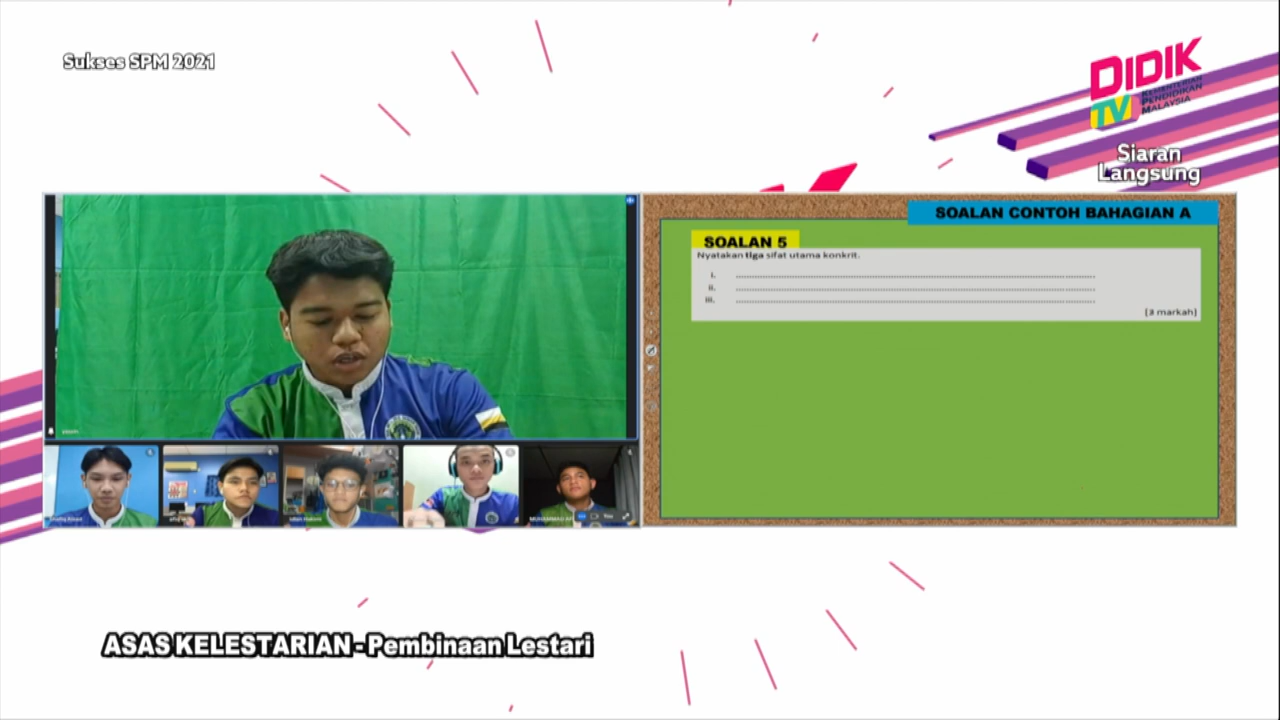 Sukses SPM 2021
DIDIK
TV
KEMENTERIAN
PENDIDIKAN
MALAYSIA
Siaran
Langsung
SOALAN CONTOH BAHAGIAN A
SOALAN 5
Nyatakan tiga sifat utama konkrit.
i. ................................................................
ii. ................................................................
iii. ................................................................
[3 markah]
You
ASAS KELESTARIAN - Pembinaan Lestari